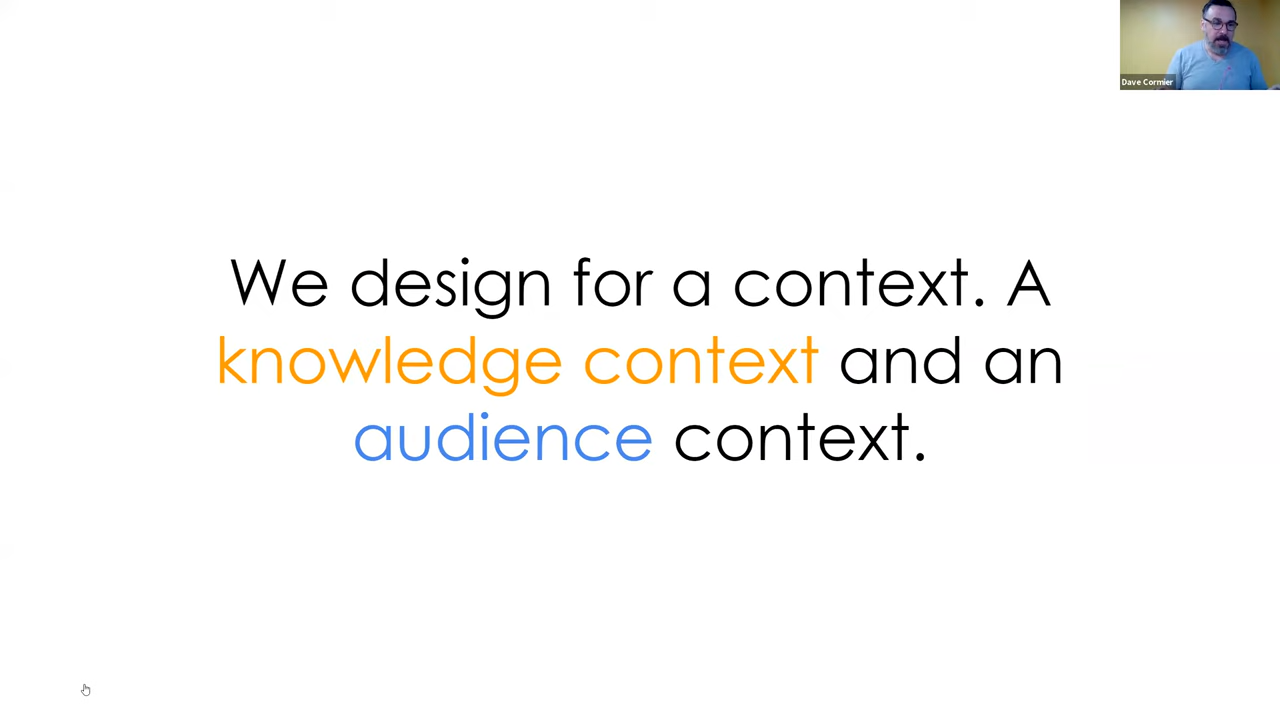 Dave Cormier
We design for a context. A
knowledge context and an
audience context.